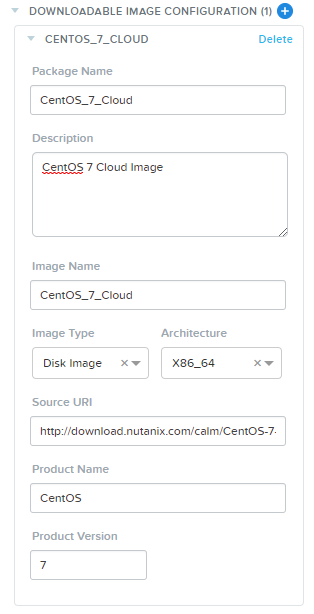 DOWNLOADABLE IMAGE CONFIGURATION (1)
CENTOS_7_CLOUD Delete
Package Name
CentOS_7_Cloud
Description
CentOS 7 Cloud Image
Image Name
CentOS_7_Cloud
Image Type Architecture
Disk Image X86_64
Source URI
http://download.nutanix.com/calm/CentOS-7-
Product Name
CentOS
Product Version
7